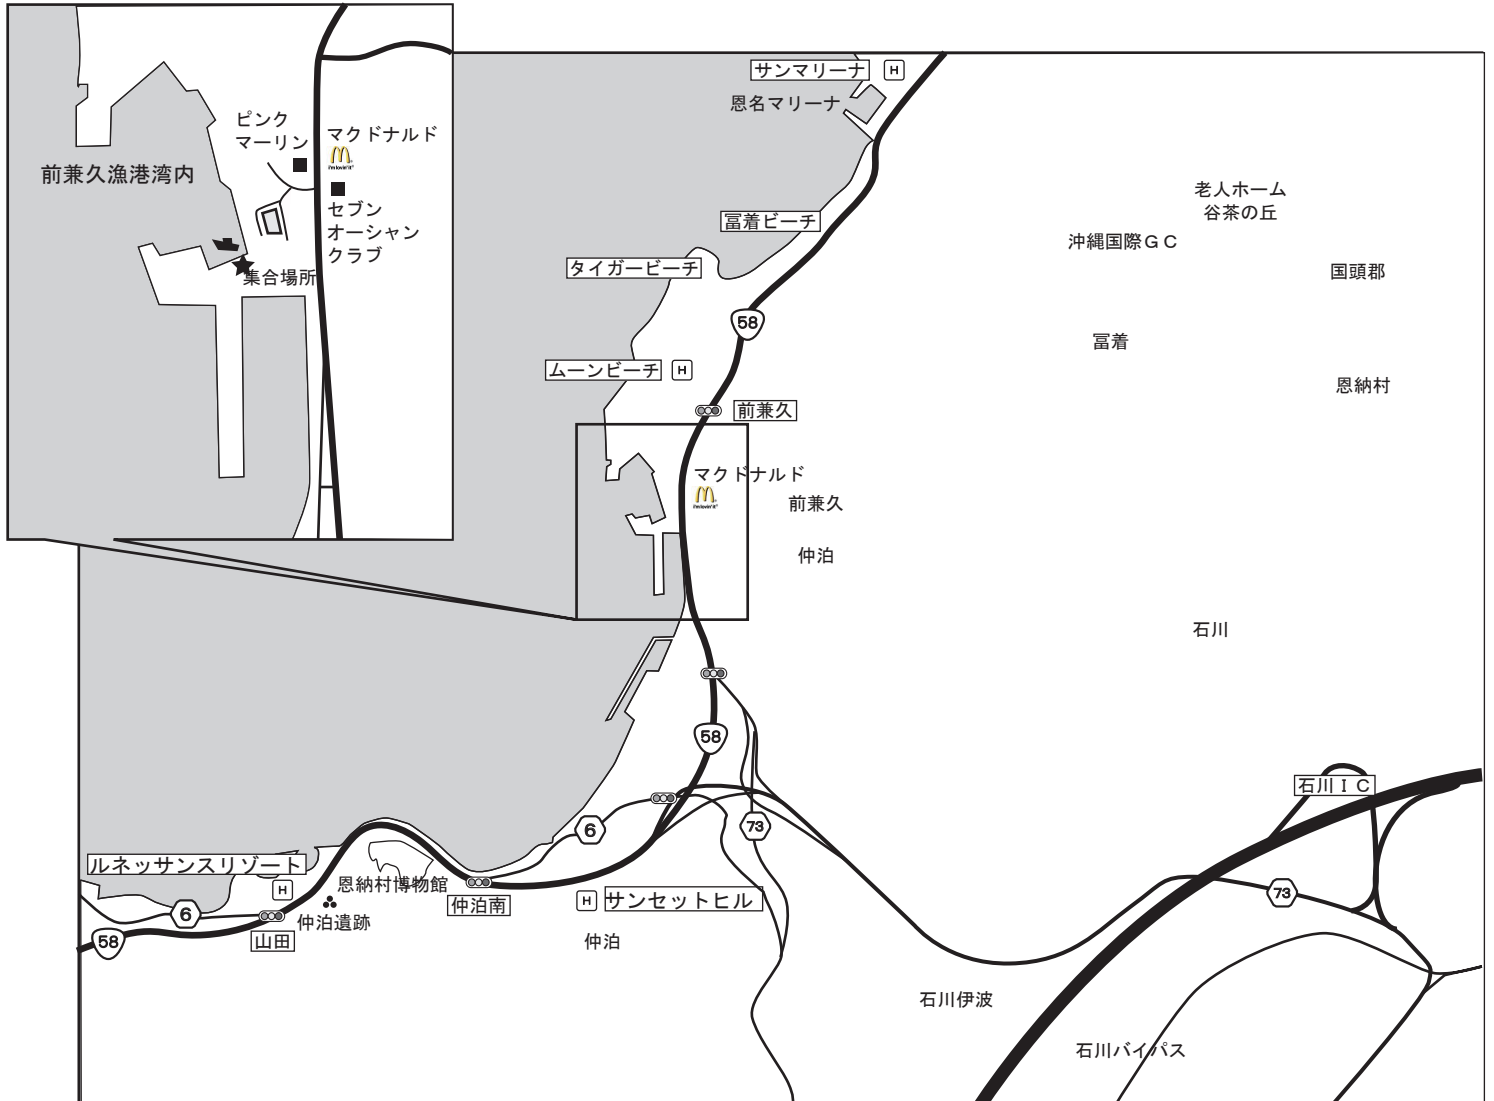 ピンク
マーリン
マクドナルド
i'm lovin' it
前兼久漁港湾内
セブン
オーシャン
クラブ
集合場所
サンマリーナ
H
恩名マリーナ
冨着ビーチ
タイガービーチ
58
ムーンビーチ
H
前兼久
マクドナルド
i'm lovin' it
前兼久
仲泊
老人ホーム
谷茶の丘
沖縄国際GC
国頭郡
冨着
恩納村
石川
58
石川IC
6
73
73
ルネッサンスリゾート
H
恩納村博物館
仲泊南
H
サンセットヒル
6
仲泊遺跡
58
山田
仲泊
石川伊波
石川バイパス